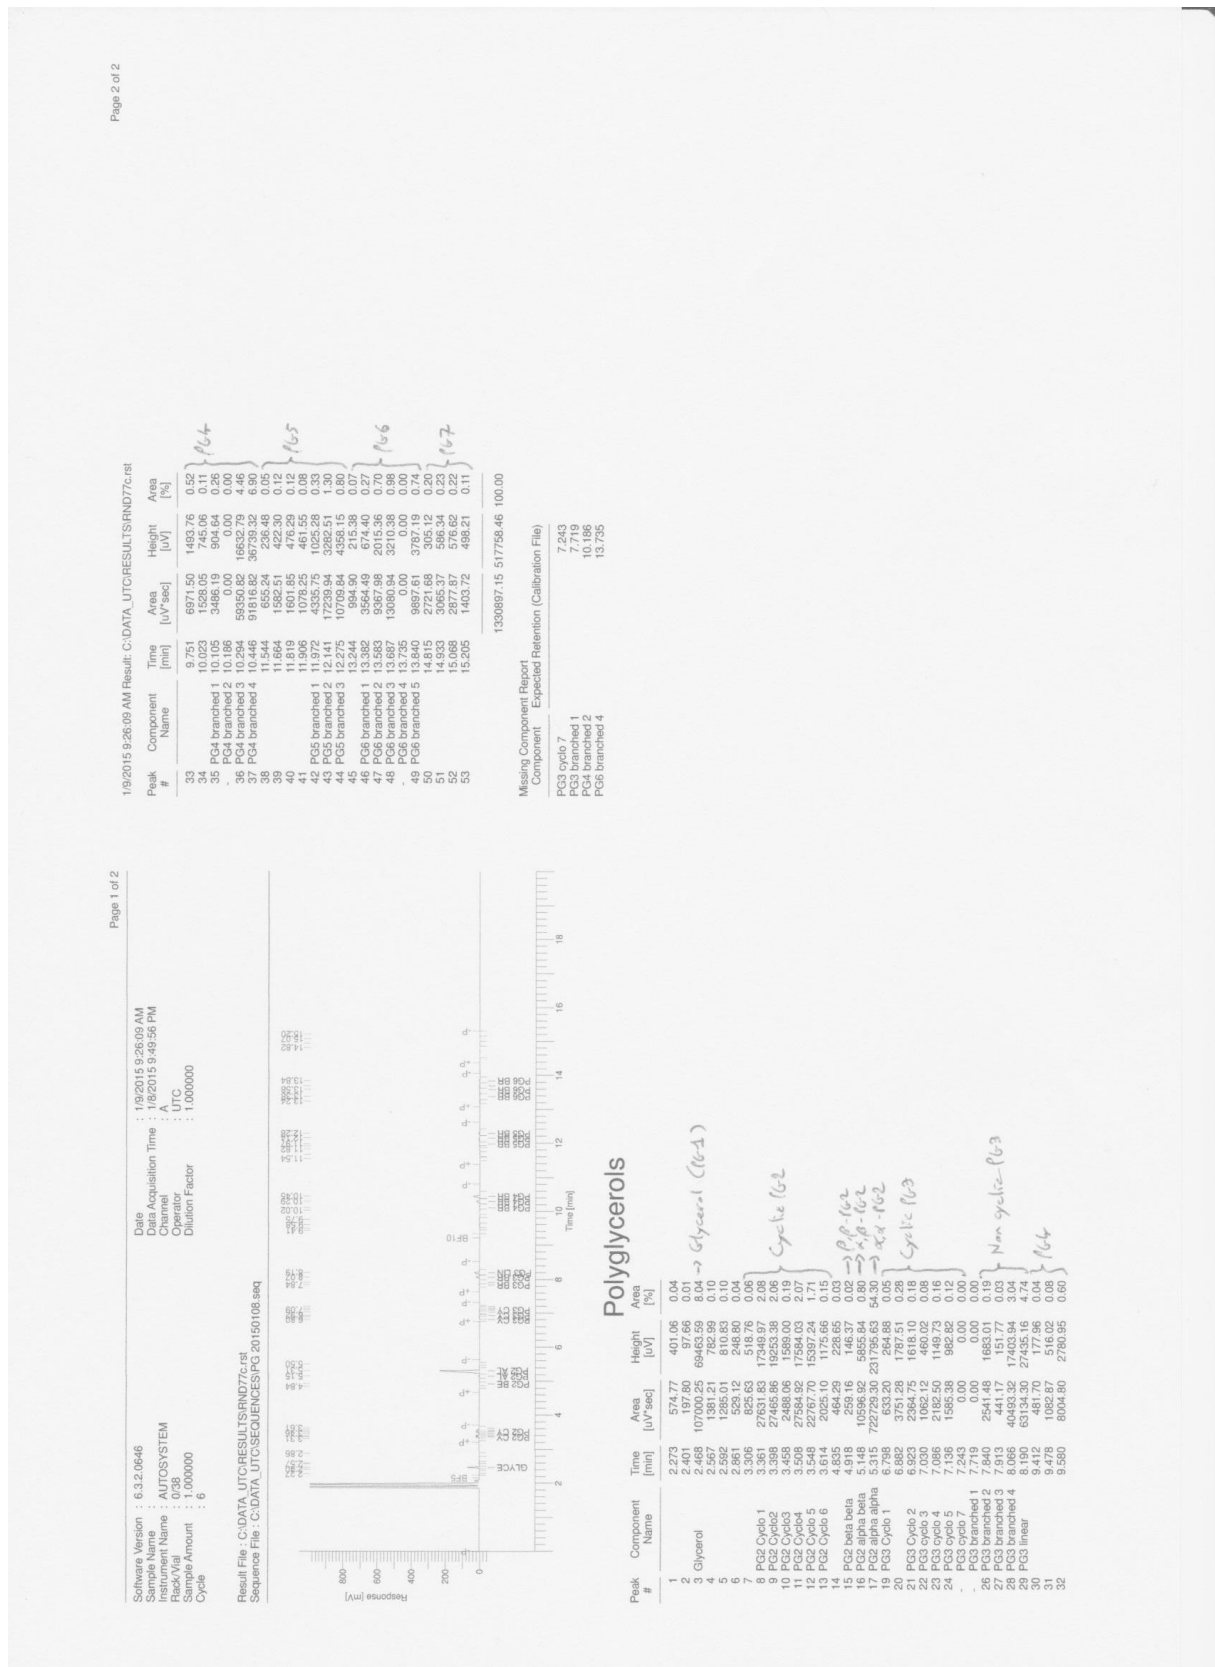 Page 1 of 2
Software Version : 6.3.2.0646 Date : 1/9/2015 9:26:09 AM
Sample Name : Data Acquisition Time : 1/8/2015 9:49:56 PM
Instrument Name : AUTOSYSTEM Channel : A
Rack/Vial : 0/38 Operator : UTC
Sample Amount : 1.000000 Dilution Factor : 1.000000
Cycle : 6
Result File : C:\DATA_UTC\RESULTS\RND77c.rst
Sequence File : C:\DATA_UTC\SEQUENCES\PG 20150108.seq
Response [mV]
800
600
400
200
0
2 4 6 8 10 12 14 16 18
Time [min]
GLYCE
BF5
BF10
Polyglycerols
Peak Component Time Area Height Area
# Name [min] [uV*sec] [uV] [%]
1 2.273 574.77 401.06 0.04
2 2.401 197.80 97.66 0.01
3 Glycerol 2.468 107000.25 69463.59 8.04 → Glycerol (PG1)
4 2.567 1381.21 782.99 0.10
5 2.592 1285.01 810.83 0.10
6 2.861 529.12 248.80 0.04
7 3.306 825.63 518.76 0.06
8 PG2 Cyclo 1 3.361 27631.83 17349.97 2.08
9 PG2 Cyclo2 3.398 27465.86 19253.38 2.06
10 PG2 Cyclo3 3.458 2488.06 1589.00 0.19 Cyclic PG2
11 PG2 Cyclo4 3.508 27584.92 17584.03 2.07
12 PG2 Cyclo 5 3.548 22767.70 15397.24 1.71
13 PG2 Cyclo 6 3.614 2025.10 1175.66 0.15
14 4.835 464.29 228.65 0.03
15 PG2 beta beta 4.918 259.16 146.37 0.02 → β,β-PG2
16 PG2 alpha beta 5.148 10596.92 5855.84 0.80 → α,β-PG2
17 PG2 alpha alpha 5.315 722729.30 231795.63 54.30 → α,α-PG2
19 PG3 Cyclo 1 6.798 633.20 264.88 0.05
20 6.882 3751.28 1787.51 0.28
21 PG3 Cyclo 2 6.923 2364.75 1618.10 0.18 Cyclic PG3
22 PG3 cyclo 3 7.030 1062.12 460.02 0.08
23 PG3 cyclo 4 7.086 2182.50 1149.73 0.16
24 PG3 cyclo 5 7.138 1585.38 982.82 0.12
- PG3 cyclo 7 7.243 0.00 0.00 0.00
- PG3 branched 1 7.719 0.00 0.00 0.00
26 PG3 branched 2 7.840 2541.48 1683.01 0.19
27 PG3 branched 3 7.913 441.17 151.77 0.03 Non cyclic PG3
28 PG3 branched 4 8.066 40493.32 17403.94 3.04
29 PG3 linear 8.190 63134.30 27435.16 4.74
30 9.412 481.70 177.96 0.04
31 9.478 1082.87 516.02 0.08 PG4
32 9.580 8004.80 2780.95 0.60
Page 2 of 2
1/9/2015 9:26:09 AM Result: C:\DATA_UTC\RESULTS\RND77c.rst
Peak Component Time Area Height Area
# Name [min] [uV*sec] [uV] [%]
33 9.751 6971.50 1493.76 0.52
34 10.023 1528.05 745.06 0.11
35 PG4 branched 1 10.105 3486.19 904.64 0.26 PG4
- PG4 branched 2 10.186 0.00 0.00 0.00
36 PG4 branched 3 10.294 59350.82 16632.79 4.46
37 PG4 branched 4 10.446 91816.82 36739.32 6.90
38 11.544 655.24 236.48 0.05
39 11.664 1582.51 422.30 0.12
40 11.819 1601.85 476.29 0.12 PG5
41 11.906 1078.25 461.55 0.08
42 PG5 branched 1 11.972 4335.75 1025.28 0.33
43 PG5 branched 2 12.141 17239.94 3282.51 1.30
44 PG5 branched 3 12.275 10709.84 4358.15 0.80
45 13.244 994.90 215.38 0.07
46 PG6 branched 1 13.382 3564.49 674.40 0.27
47 PG6 branched 2 13.583 9367.98 2015.36 0.70 PG6
48 PG6 branched 3 13.687 13080.94 3210.38 0.98
- PG6 branched 4 13.735 0.00 0.00 0.00
49 PG6 branched 5 13.840 9897.61 3787.19 0.74
50 14.815 2721.68 305.12 0.20
51 14.933 3065.37 586.34 0.23 PG7
52 15.068 2877.87 576.62 0.22
53 15.205 1403.72 498.21 0.11
1330897.15 517758.46 100.00
Missing Component Report
Component Expected Retention (Calibration File)
PG3 cyclo 7 7.243
PG3 branched 1 7.719
PG4 branched 2 10.186
PG6 branched 4 13.735